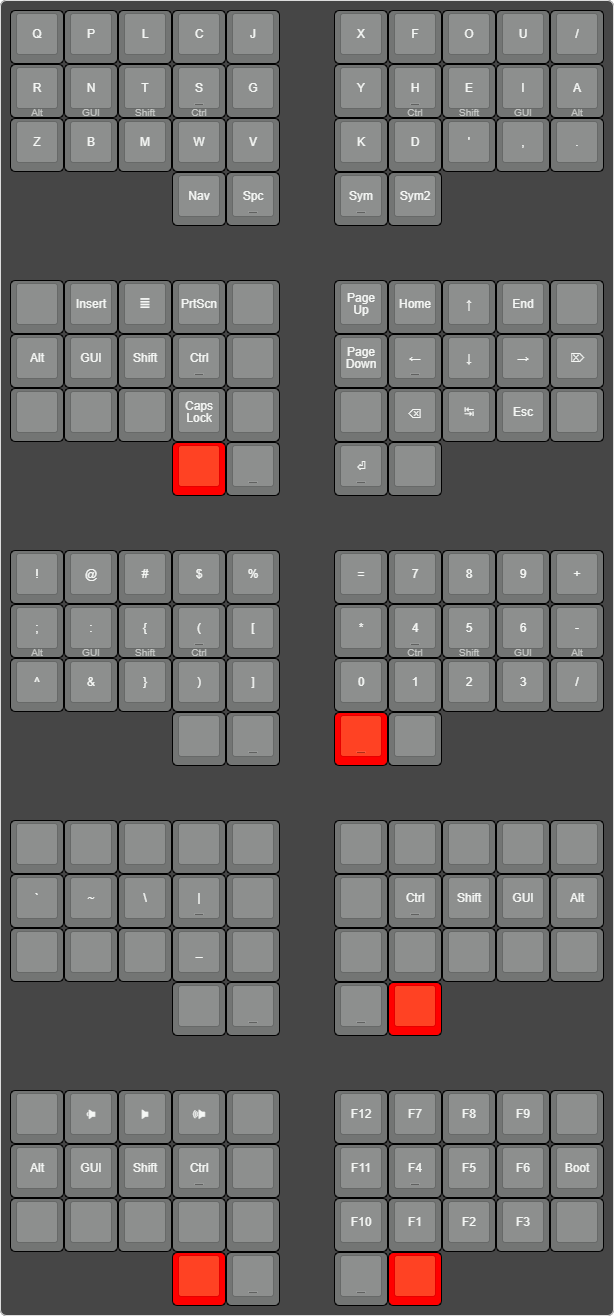 Q P L C J X F O U /
R N T S G Y H E I A
Alt GUI Shift Ctrl Ctrl Shift GUI Alt
Z B M W V K D ' , .
Nav Spc Sym Sym2
Insert ≣ PrtScn Page Up Home ↑ End
Alt GUI Shift Ctrl Page Down ← ↓ → ⌦
Caps Lock ⌫ ↹ Esc
⏎
! @ # $ % = 7 8 9 +
; : { ( [ * 4 5 6 -
Alt GUI Shift Ctrl Ctrl Shift GUI Alt
^ & } ) ] 0 1 2 3 /
` ~ \ | Ctrl Shift GUI Alt
_
F12 F7 F8 F9
Alt GUI Shift Ctrl F11 F4 F5 F6 Boot
F10 F1 F2 F3